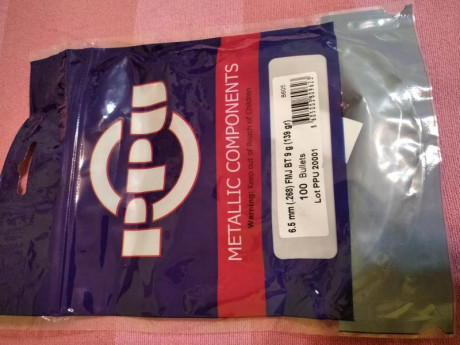 PPU
METALLIC COMPONENTS
Warning: Keep out of Reach of Children
6.5 mm (.268) FMJ BT 9 g (139 gr)
100 Bullets
Lot PPU 20001